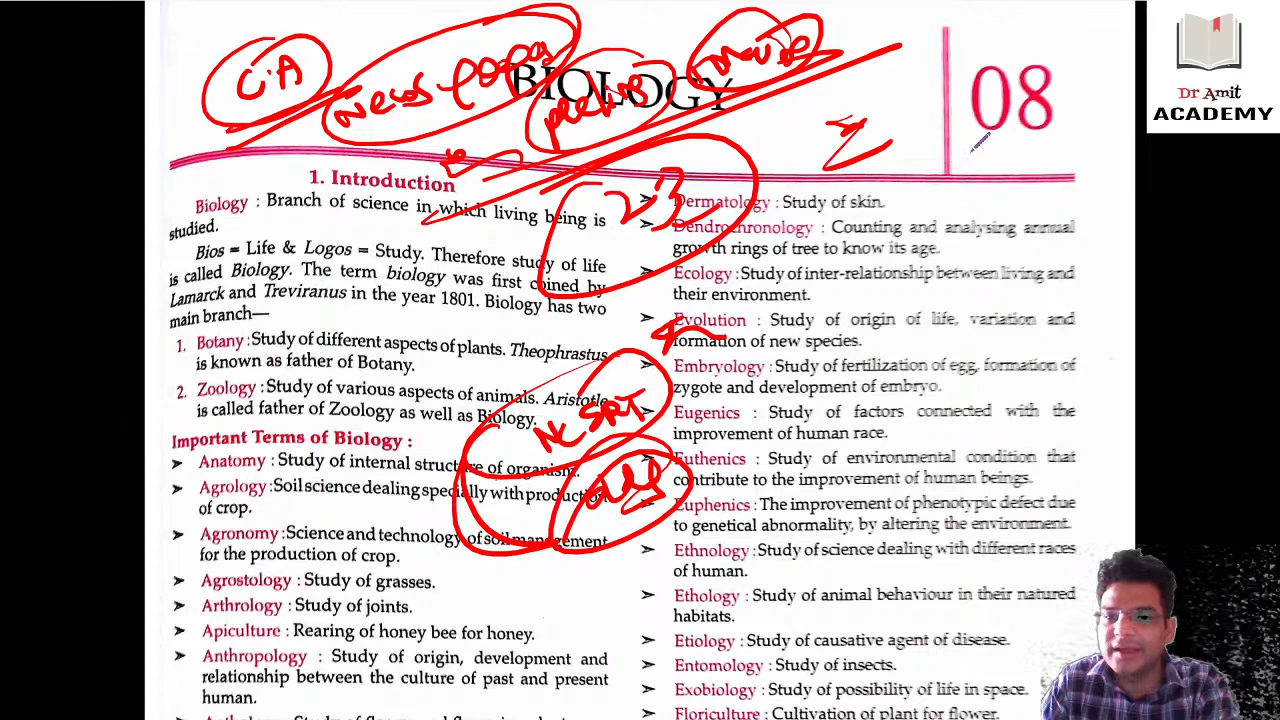 BIOLOGY
08
Dr Amit
ACADEMY
C.A
News papers
23
1. Introduction
Biology : Branch of science in which living being is
studied.
Bios = Life & Logos = Study. Therefore study of life
is called Biology. The term biology was first coined by
Lamarck and Treviranus in the year 1801. Biology has two
main branch—
1. Botany : Study of different aspects of plants. Theophrastus
is known as father of Botany.
2. Zoology : Study of various aspects of animals. Aristotle
is called father of Zoology as well as Biology.
Important Terms of Biology :
➤ Anatomy : Study of internal structure of organism.
➤ Agrology : Soil science dealing specially with production
of crop.
➤ Agronomy : Science and technology of soil management
for the production of crop.
➤ Agrostology : Study of grasses.
➤ Arthrology : Study of joints.
➤ Apiculture : Rearing of honey bee for honey.
➤ Anthropology : Study of origin, development and
relationship between the culture of past and present
human.
➤ Dermatology : Study of skin.
➤ Dendrochronology : Counting and analysing annual
growth rings of tree to know its age.
➤ Ecology : Study of inter-relationship between living and
their environment.
➤ Evolution : Study of origin of life, variation and
formation of new species.
➤ Embryology : Study of fertilization of egg, formation of
zygote and development of embryo.
➤ Eugenics : Study of factors connected with the
improvement of human race.
➤ Euthenics : Study of environmental condition that
contribute to the improvement of human beings.
➤ Euphenics : The improvement of phenotypic defect due
to genetical abnormality, by altering the environment.
➤ Ethnology : Study of science dealing with different races
of human.
➤ Ethology : Study of animal behaviour in their natured
habitats.
➤ Etiology : Study of causative agent of disease.
➤ Entomology : Study of insects.
➤ Exobiology : Study of possibility of life in space.
➤ Floriculture : Cultivation of plant for flower.